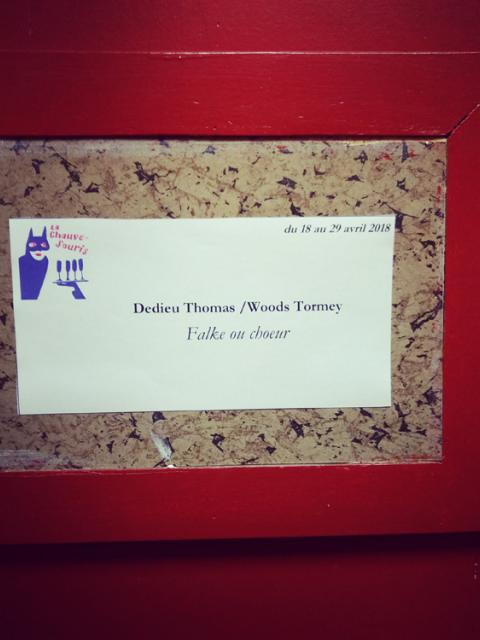 La
Chauve-
Souris
du 18 au 29 avril 2018
Dedieu Thomas /Woods Tormey
Falke ou choeur